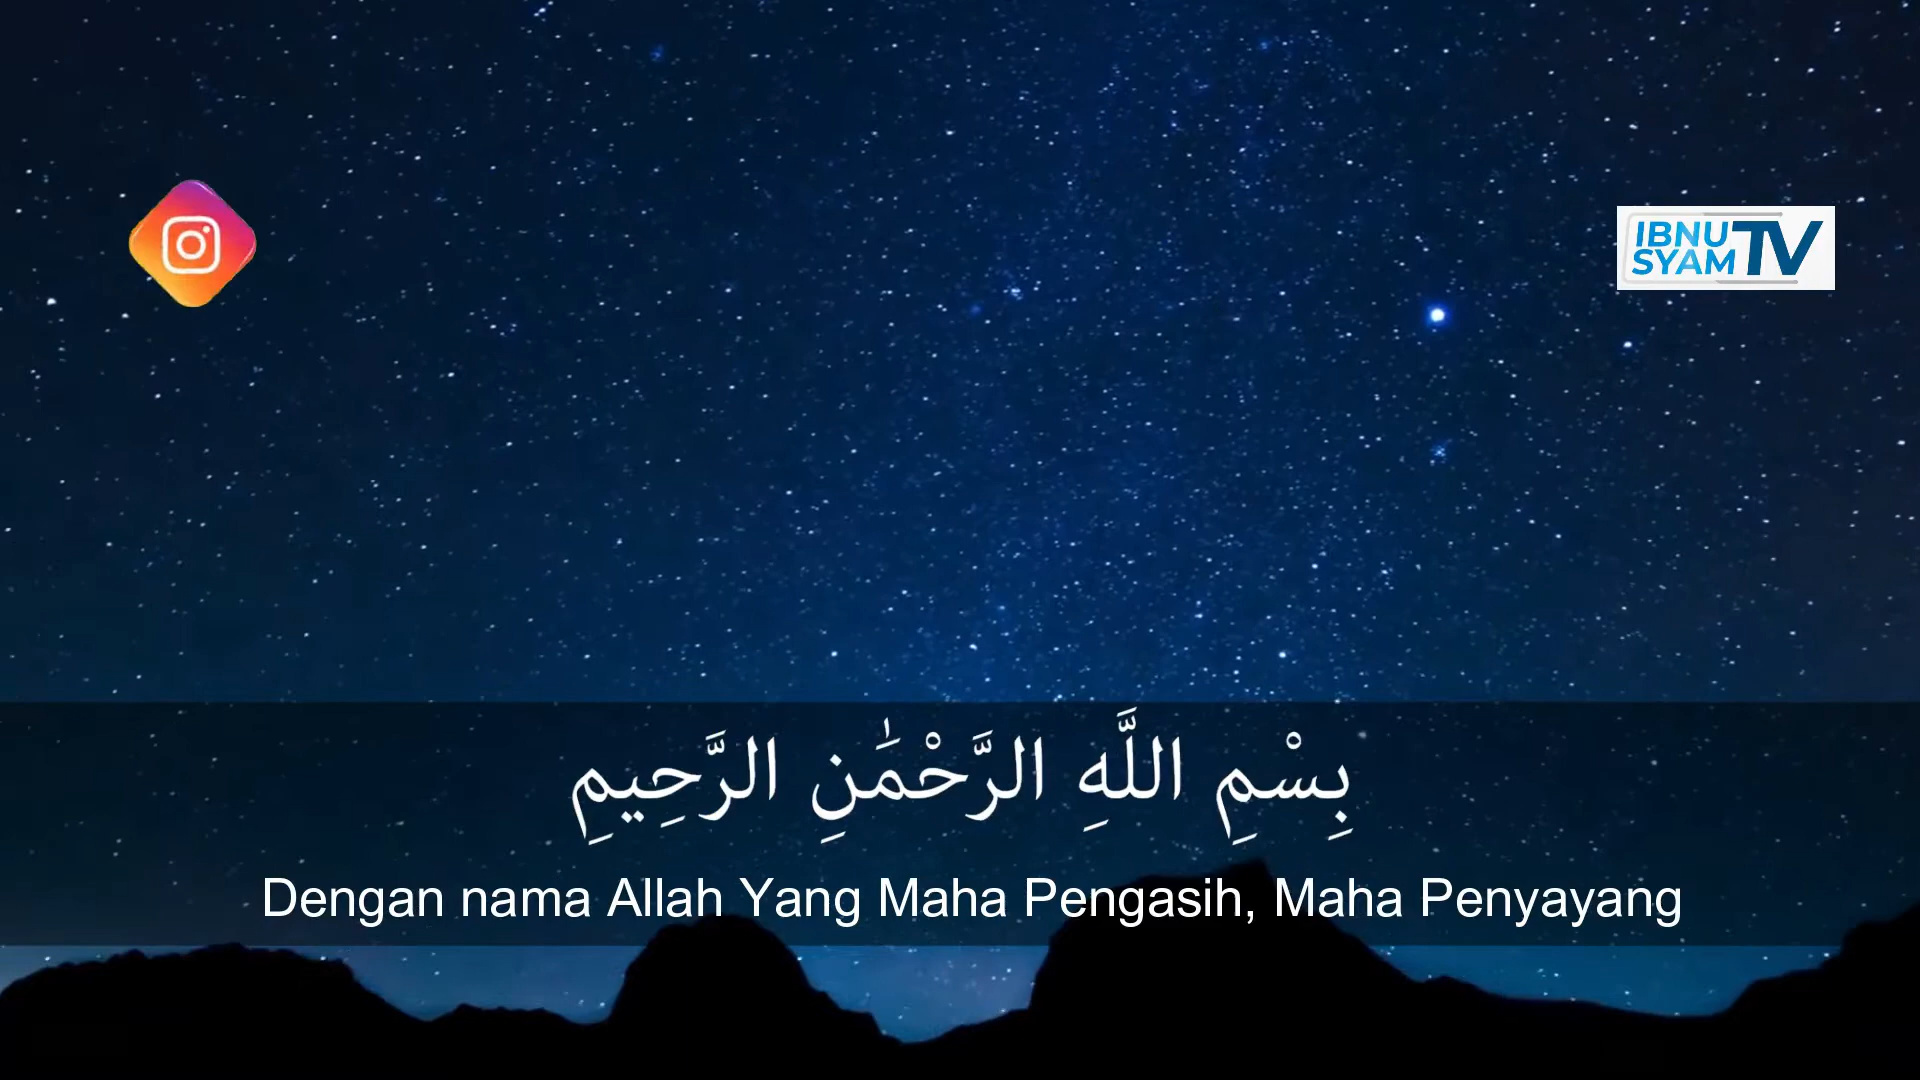 IBNU
SYAM TV
بِسْمِ اللَّهِ الرَّحْمَٰنِ الرَّحِيمِ
Dengan nama Allah Yang Maha Pengasih, Maha Penyayang